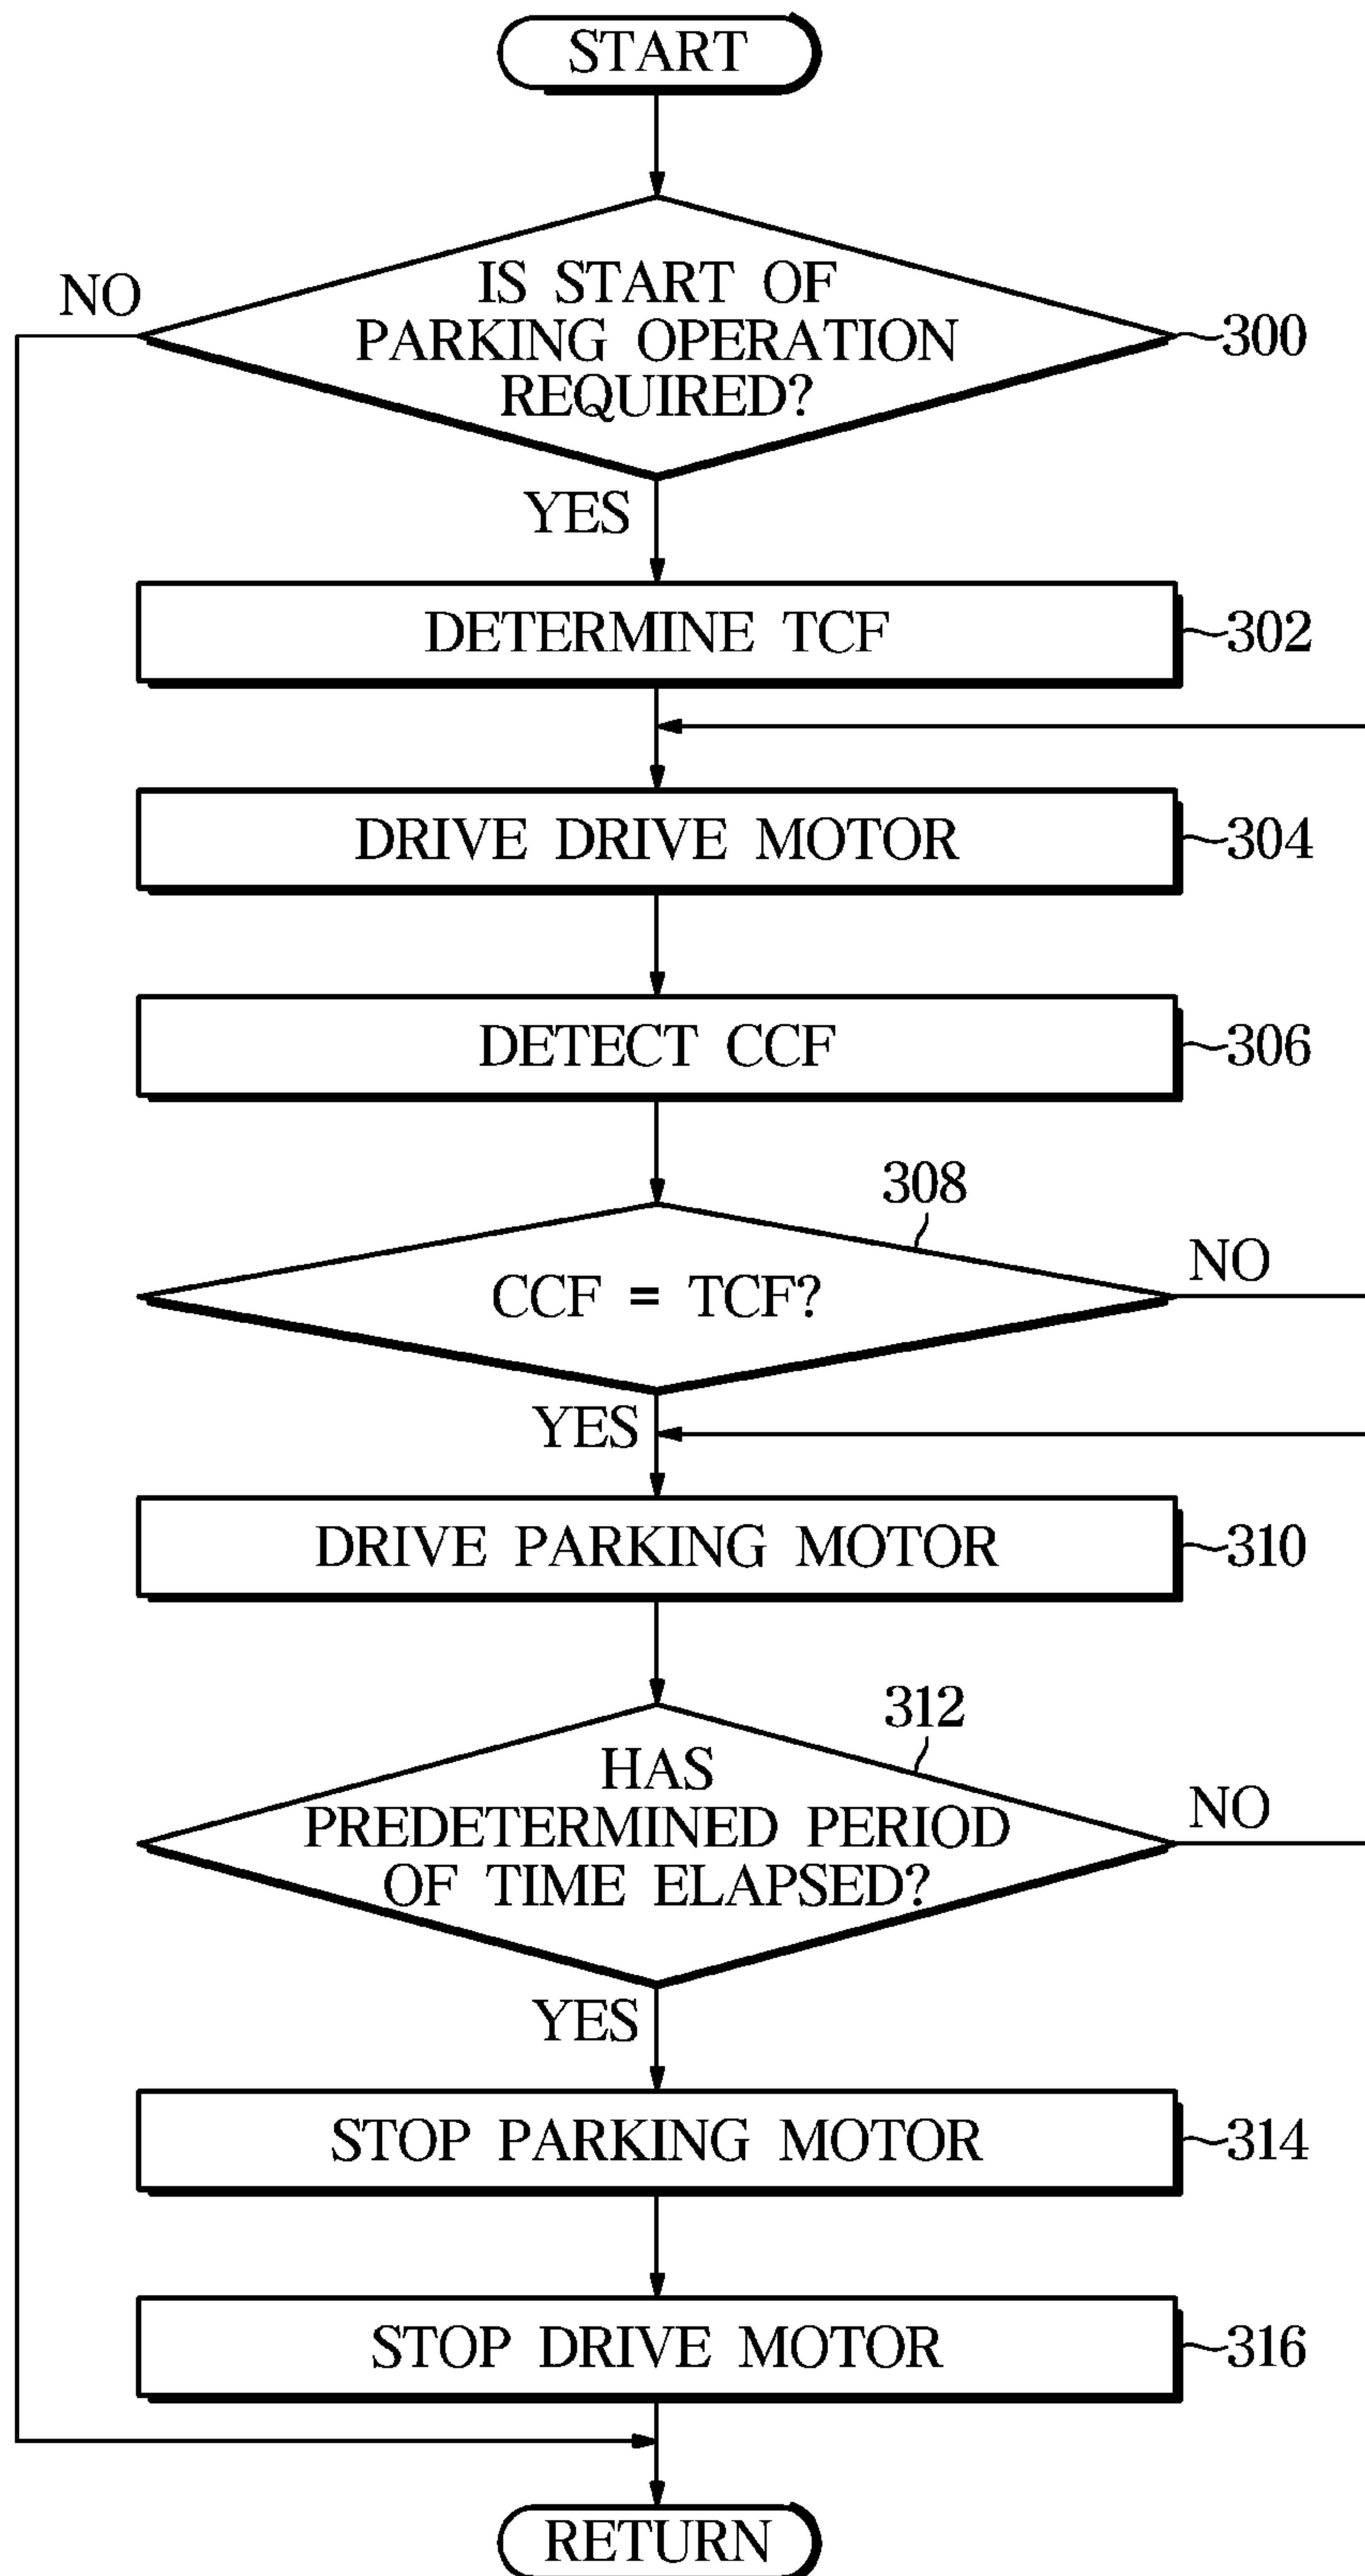 START
NO
IS START OF
PARKING OPERATION
REQUIRED?
300
YES
DETERMINE TCF
302
DRIVE DRIVE MOTOR
304
DETECT CCF
306
308
CCF = TCF?
NO
YES
DRIVE PARKING MOTOR
310
312
HAS
PREDETERMINED PERIOD
OF TIME ELAPSED?
NO
YES
STOP PARKING MOTOR
314
STOP DRIVE MOTOR
316
RETURN